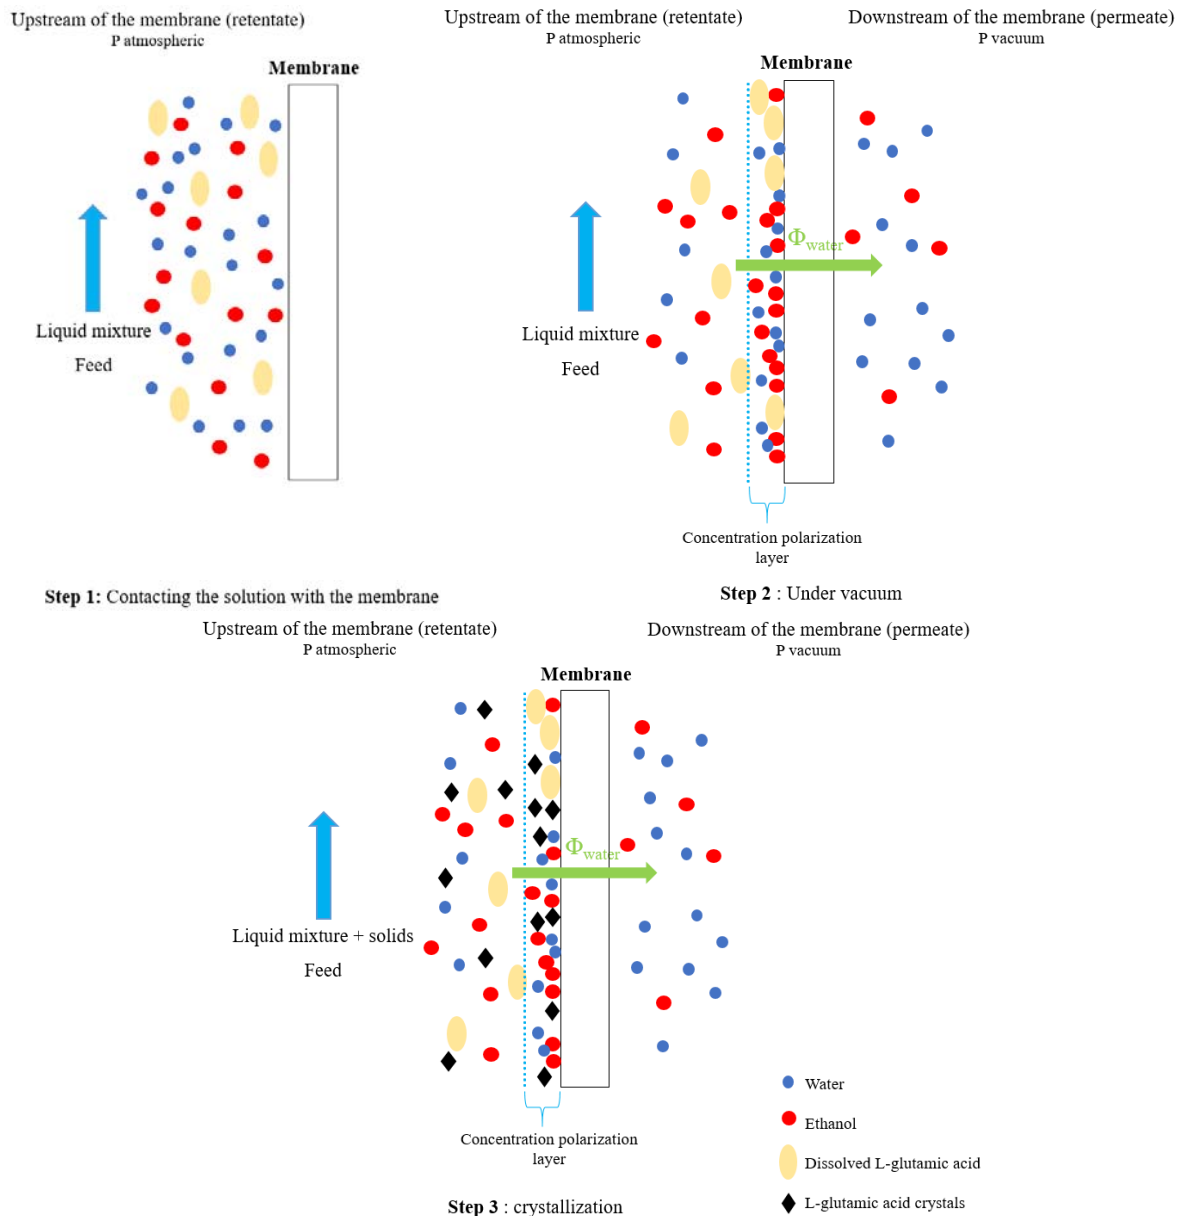 Upstream of the membrane (retentate)
P atmospheric
Membrane
Liquid mixture
Feed
Step 1: Contacting the solution with the membrane
Upstream of the membrane (retentate)
P atmospheric
Downstream of the membrane (permeate)
P vacuum
Membrane
Φwater
Liquid mixture
Feed
Concentration polarization
layer
Step 2 : Under vacuum
Upstream of the membrane (retentate)
P atmospheric
Downstream of the membrane (permeate)
P vacuum
Membrane
Φwater
Liquid mixture + solids
Feed
Concentration polarization
layer
Step 3 : crystallization
Water
Ethanol
Dissolved L-glutamic acid
L-glutamic acid crystals